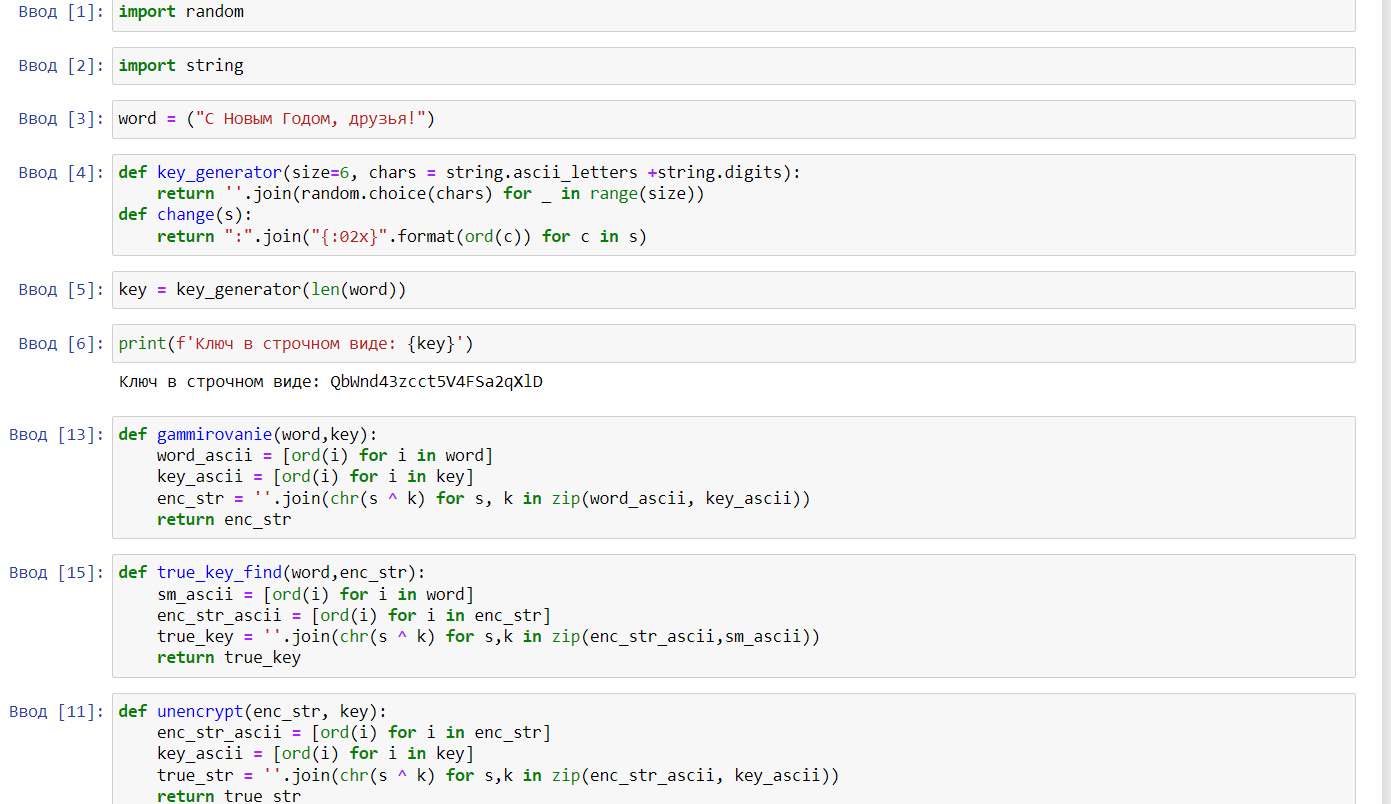 Ввод [1]: import random
Ввод [2]: import string
Ввод [3]: word = ("С Новым Годом, друзья!")
Ввод [4]: def key_generator(size=6, chars = string.ascii_letters +string.digits):
    return ''.join(random.choice(chars) for _ in range(size))
def change(s):
    return ":".join("{:02x}".format(ord(c)) for c in s)
Ввод [5]: key = key_generator(len(word))
Ввод [6]: print(f'Ключ в строчном виде: {key}')
Ключ в строчном виде: QbWnd43zcct5V4FSa2qXlD
Ввод [13]: def gammirovanie(word,key):
    word_ascii = [ord(i) for i in word]
    key_ascii = [ord(i) for i in key]
    enc_str = ''.join(chr(s ^ k) for s, k in zip(word_ascii, key_ascii))
    return enc_str
Ввод [15]: def true_key_find(word,enc_str):
    sm_ascii = [ord(i) for i in word]
    enc_str_ascii = [ord(i) for i in enc_str]
    true_key = ''.join(chr(s ^ k) for s,k in zip(enc_str_ascii,sm_ascii))
    return true_key
Ввод [11]: def unencrypt(enc_str, key):
    enc_str_ascii = [ord(i) for i in enc_str]
    key_ascii = [ord(i) for i in key]
    true_str = ''.join(chr(s ^ k) for s,k in zip(enc_str_ascii, key_ascii))
    return true_str